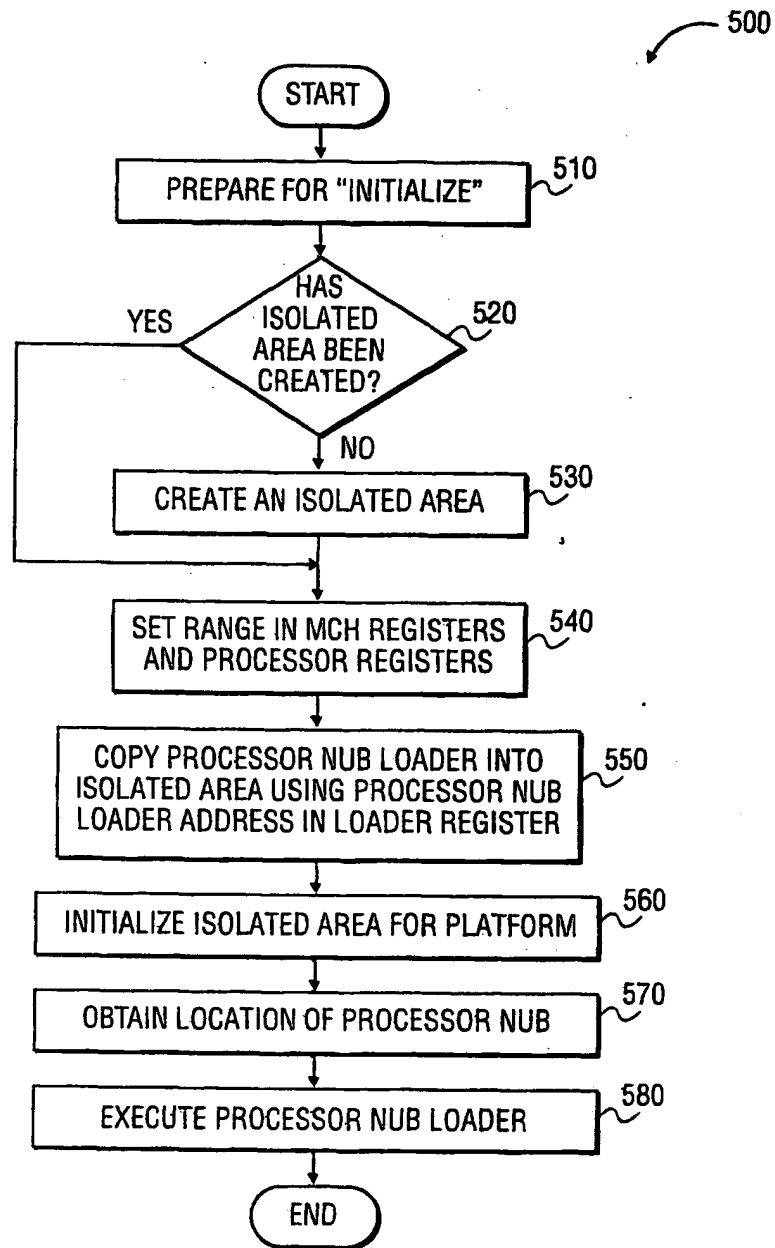 500
START
PREPARE FOR “INITIALIZE”
510
HAS
ISOLATED
AREA BEEN
CREATED?
520
YES
NO
CREATE AN ISOLATED AREA
530
SET RANGE IN MCH REGISTERS
AND PROCESSOR REGISTERS
540
COPY PROCESSOR NUB LOADER INTO
ISOLATED AREA USING PROCESSOR NUB
LOADER ADDRESS IN LOADER REGISTER
550
INITIALIZE ISOLATED AREA FOR PLATFORM
560
OBTAIN LOCATION OF PROCESSOR NUB
570
EXECUTE PROCESSOR NUB LOADER
580
END